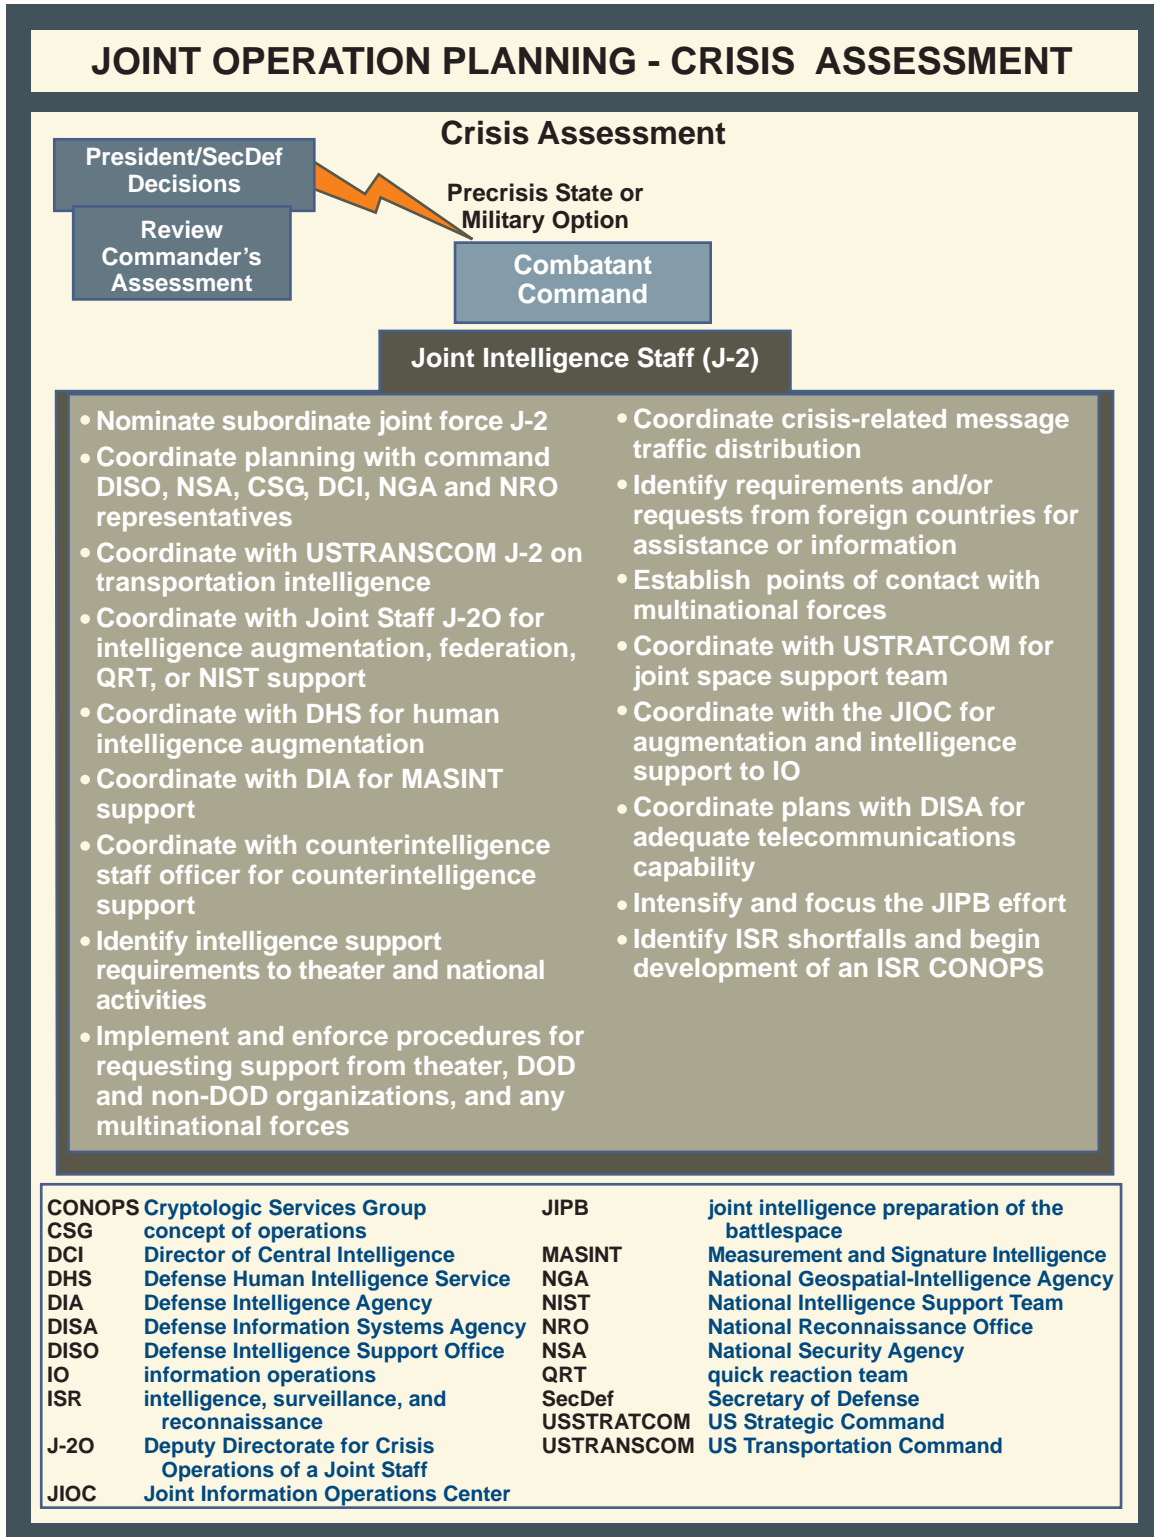 JOINT OPERATION PLANNING - CRISIS ASSESSMENT
Crisis Assessment
President/SecDef
Decisions
Review
Commander's
Assessment
Precrisis State or
Military Option
Combatant
Command
Joint Intelligence Staff (J-2)
• Nominate subordinate joint force J-2
• Coordinate planning with command
DISO, NSA, CSG, DCI, NGA and NRO
representatives
• Coordinate with USTRANSCOM J-2 on
transportation intelligence
• Coordinate with Joint Staff J-2O for
intelligence augmentation, federation,
QRT, or NIST support
• Coordinate with DHS for human
intelligence augmentation
• Coordinate with DIA for MASINT
support
• Coordinate with counterintelligence
staff officer for counterintelligence
support
• Identify intelligence support
requirements to theater and national
activities
• Implement and enforce procedures for
requesting support from theater, DOD
and non-DOD organizations, and any
multinational forces
• Coordinate crisis-related message
traffic distribution
• Identify requirements and/or
requests from foreign countries for
assistance or information
• Establish points of contact with
multinational forces
• Coordinate with USTRATCOM for
joint space support team
• Coordinate with the JIOC for
augmentation and intelligence
support to IO
• Coordinate plans with DISA for
adequate telecommunications
capability
• Intensify and focus the JIPB effort
• Identify ISR shortfalls and begin
development of an ISR CONOPS
CONOPS Cryptologic Services Group
CSG concept of operations
DCI Director of Central Intelligence
DHS Defense Human Intelligence Service
DIA Defense Intelligence Agency
DISA Defense Information Systems Agency
DISO Defense Intelligence Support Office
IO information operations
ISR intelligence, surveillance, and
reconnaissance
J-2O Deputy Directorate for Crisis
Operations of a Joint Staff
JIOC Joint Information Operations Center
JIPB joint intelligence preparation of the
battlespace
MASINT Measurement and Signature Intelligence
NGA National Geospatial-Intelligence Agency
NIST National Intelligence Support Team
NRO National Reconnaissance Office
NSA National Security Agency
QRT quick reaction team
SecDef Secretary of Defense
USSTRATCOM US Strategic Command
USTRANSCOM US Transportation Command